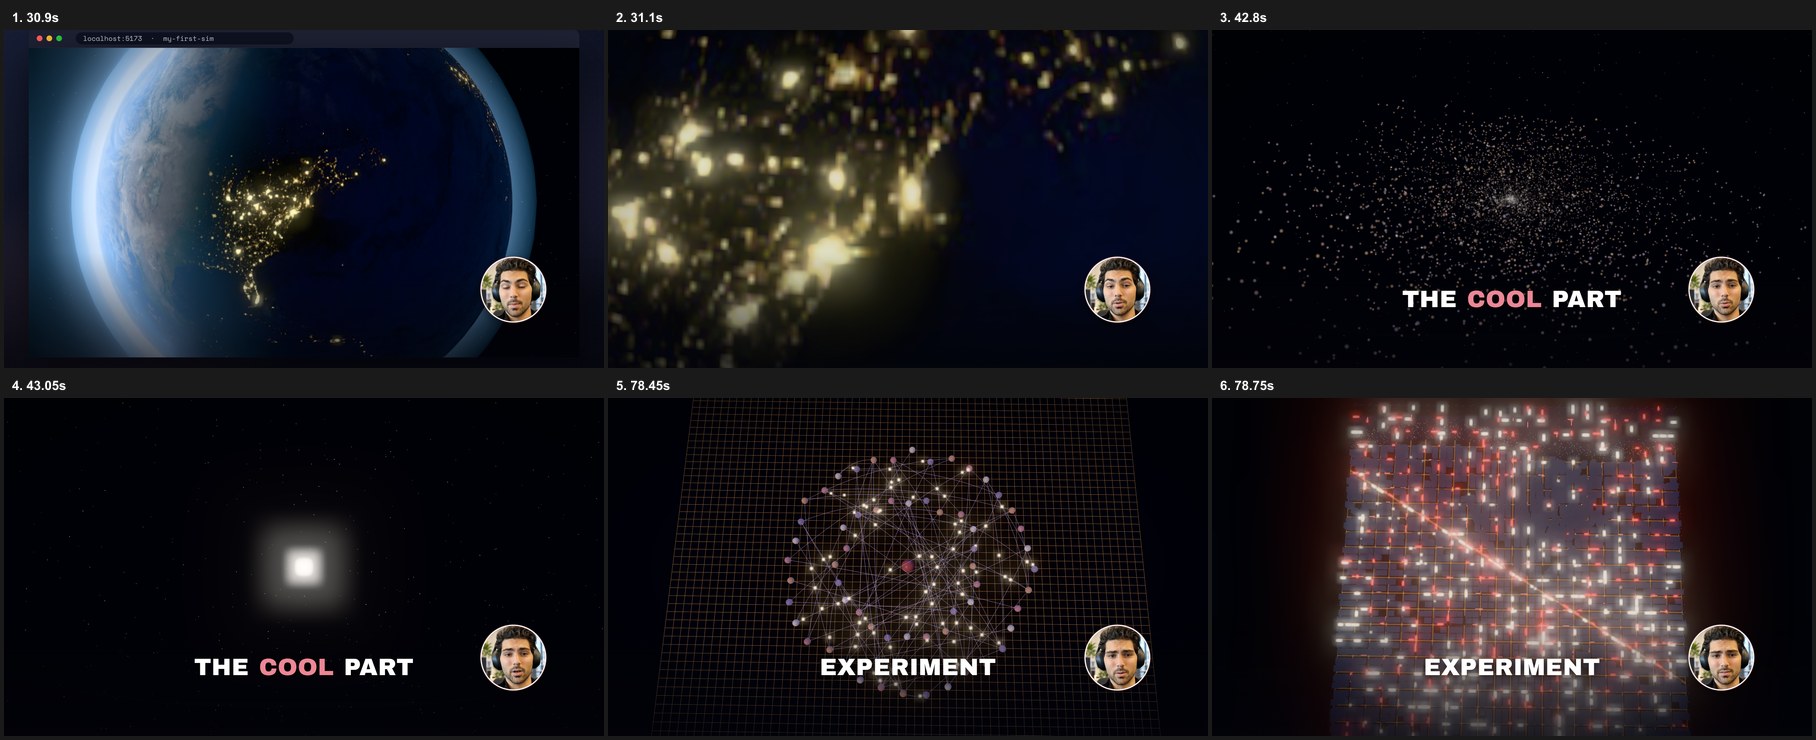 1. 30.9s
localhost:5173 · my-first-sim
2. 31.1s
3. 42.8s
THE COOL PART
4. 43.05s
THE COOL PART
5. 78.45s
EXPERIMENT
6. 78.75s
EXPERIMENT